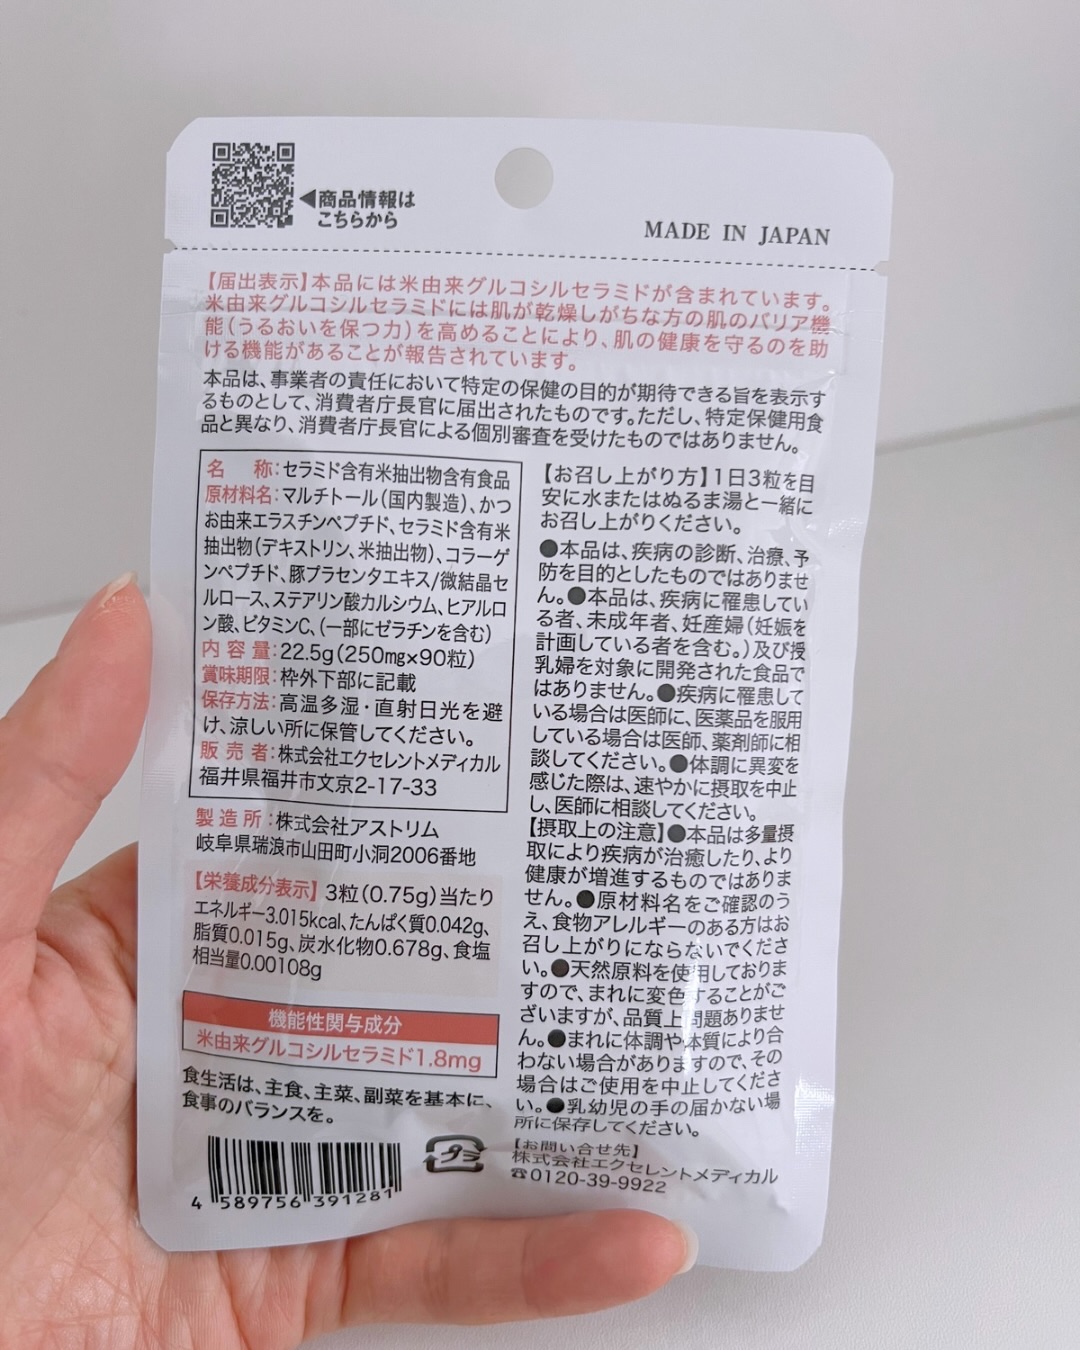 ◀商品情報は
こちらから
MADE IN JAPAN
【届出表示】本品には米由来グルコシルセラミドが含まれています。
米由来グルコシルセラミドには肌が乾燥しがちな方の肌のバリア機
能（うるおいを保つ力）を高めることにより、肌の健康を守るのを助
ける機能があることが報告されています。
本品は、事業者の責任において特定の保健の目的が期待できる旨を表示す
るものとして、消費者庁長官に届出されたものです。ただし、特定保健用食
品と異なり、消費者庁長官による個別審査を受けたものではありません。
名 称：セラミド含有米抽出物含有食品
原材料名：マルチトール（国内製造）、かつ
お由来エラスチンペプチド、セラミド含有米
抽出物（デキストリン、米抽出物）、コラーゲ
ンペプチド、豚プラセンタエキス/微結晶セ
ルロース、ステアリン酸カルシウム、ヒアルロ
ン酸、ビタミンC、（一部にゼラチンを含む）
内容量：22.5g（250mg×90粒）
賞味期限：枠外下部に記載
保存方法：高温多湿・直射日光を避
け、涼しい所に保管してください。
販売者：株式会社エクセレントメディカル
福井県福井市文京2-17-33
製造所：株式会社アストリム
岐阜県瑞浪市山田町小洞2006番地
【栄養成分表示】3粒（0.75g）当たり
エネルギー3.015kcal、たんぱく質0.042g、
脂質0.015g、炭水化物0.678g、食塩
相当量0.00108g
機能性関与成分
米由来グルコシルセラミド1.8mg
食生活は、主食、主菜、副菜を基本に、
食事のバランスを。
4 589756 391281
プラ
【お召し上がり方】1日3粒を目
安に水またはぬるま湯と一緒に
お召し上がりください。
●本品は、疾病の診断、治療、予
防を目的としたものではありませ
ん。●本品は、疾病に罹患してい
る者、未成年者、妊産婦（妊娠を
計画している者を含む。）及び授
乳婦を対象に開発された食品で
はありません。●疾病に罹患して
いる場合は医師に、医薬品を服用
している場合は医師、薬剤師に相
談してください。●体調に異変を
感じた際は、速やかに摂取を中止
し、医師に相談してください。
【摂取上の注意】●本品は多量摂
取により疾病が治癒したり、より
健康が増進するものではありま
せん。●原材料名をご確認のう
え、食物アレルギーのある方はお
召し上がりにならないでくださ
い。●天然原料を使用しておりま
すので、まれに変色することがご
ざいますが、品質上問題ありませ
ん。●まれに体調や体質により合
わない場合がありますので、その
場合はご使用を中止してくださ
い。●乳幼児の手の届かない場
所に保存してください。
【お問い合せ先】
株式会社エクセレントメディカル
☎0120-39-9922